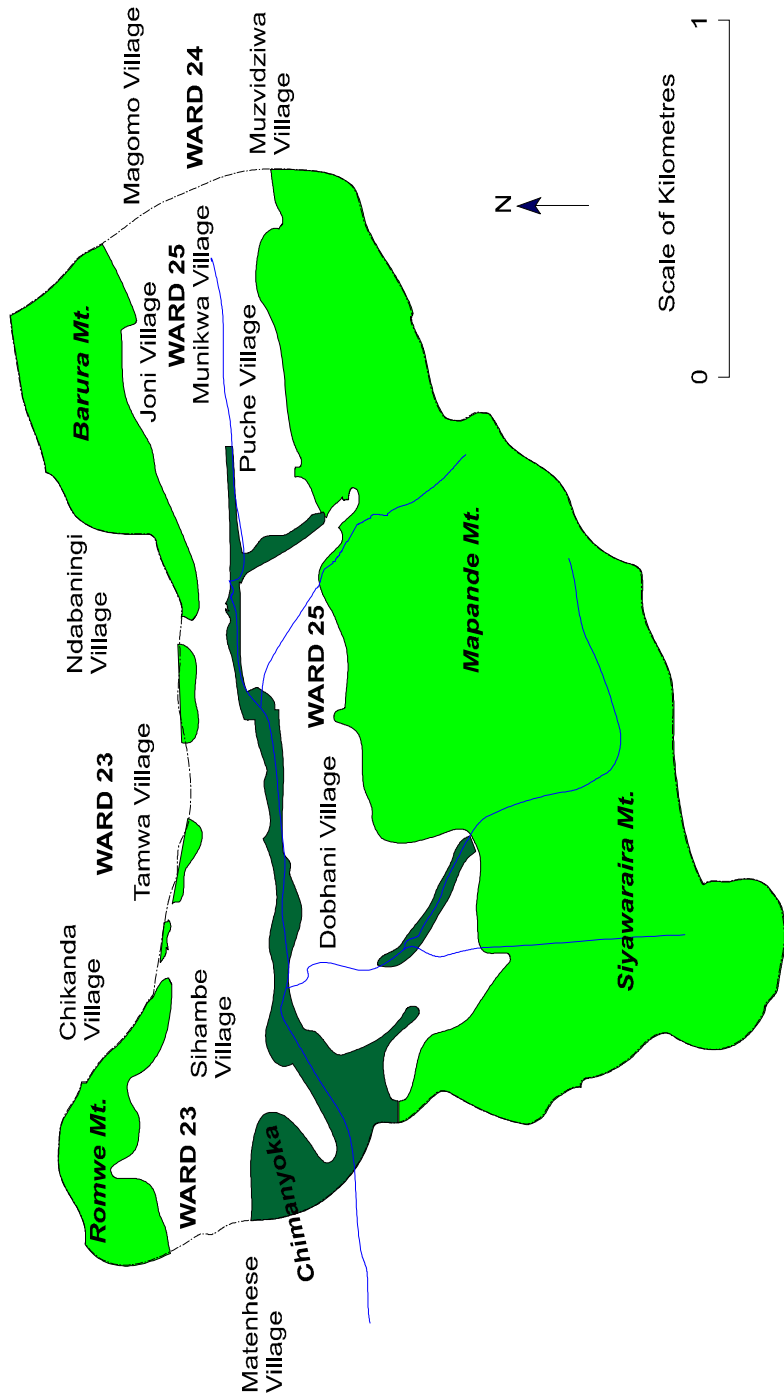 Magomo Village
WARD 24
Muzvidziwa
Village
Barura Mt.
Joni Village
WARD 25
Munikwa Village
Puche Village
Ndabaningi
Village
WARD 23
Tamwa Village
Chikanda
Village
Sihambe
Village
Romwe Mt.
WARD 23
Chimanyoka
Matenhese
Village
WARD 25
Dobhani Village
Mapande Mt.
Siyawaraira Mt.
N
Scale of Kilometres
0
1